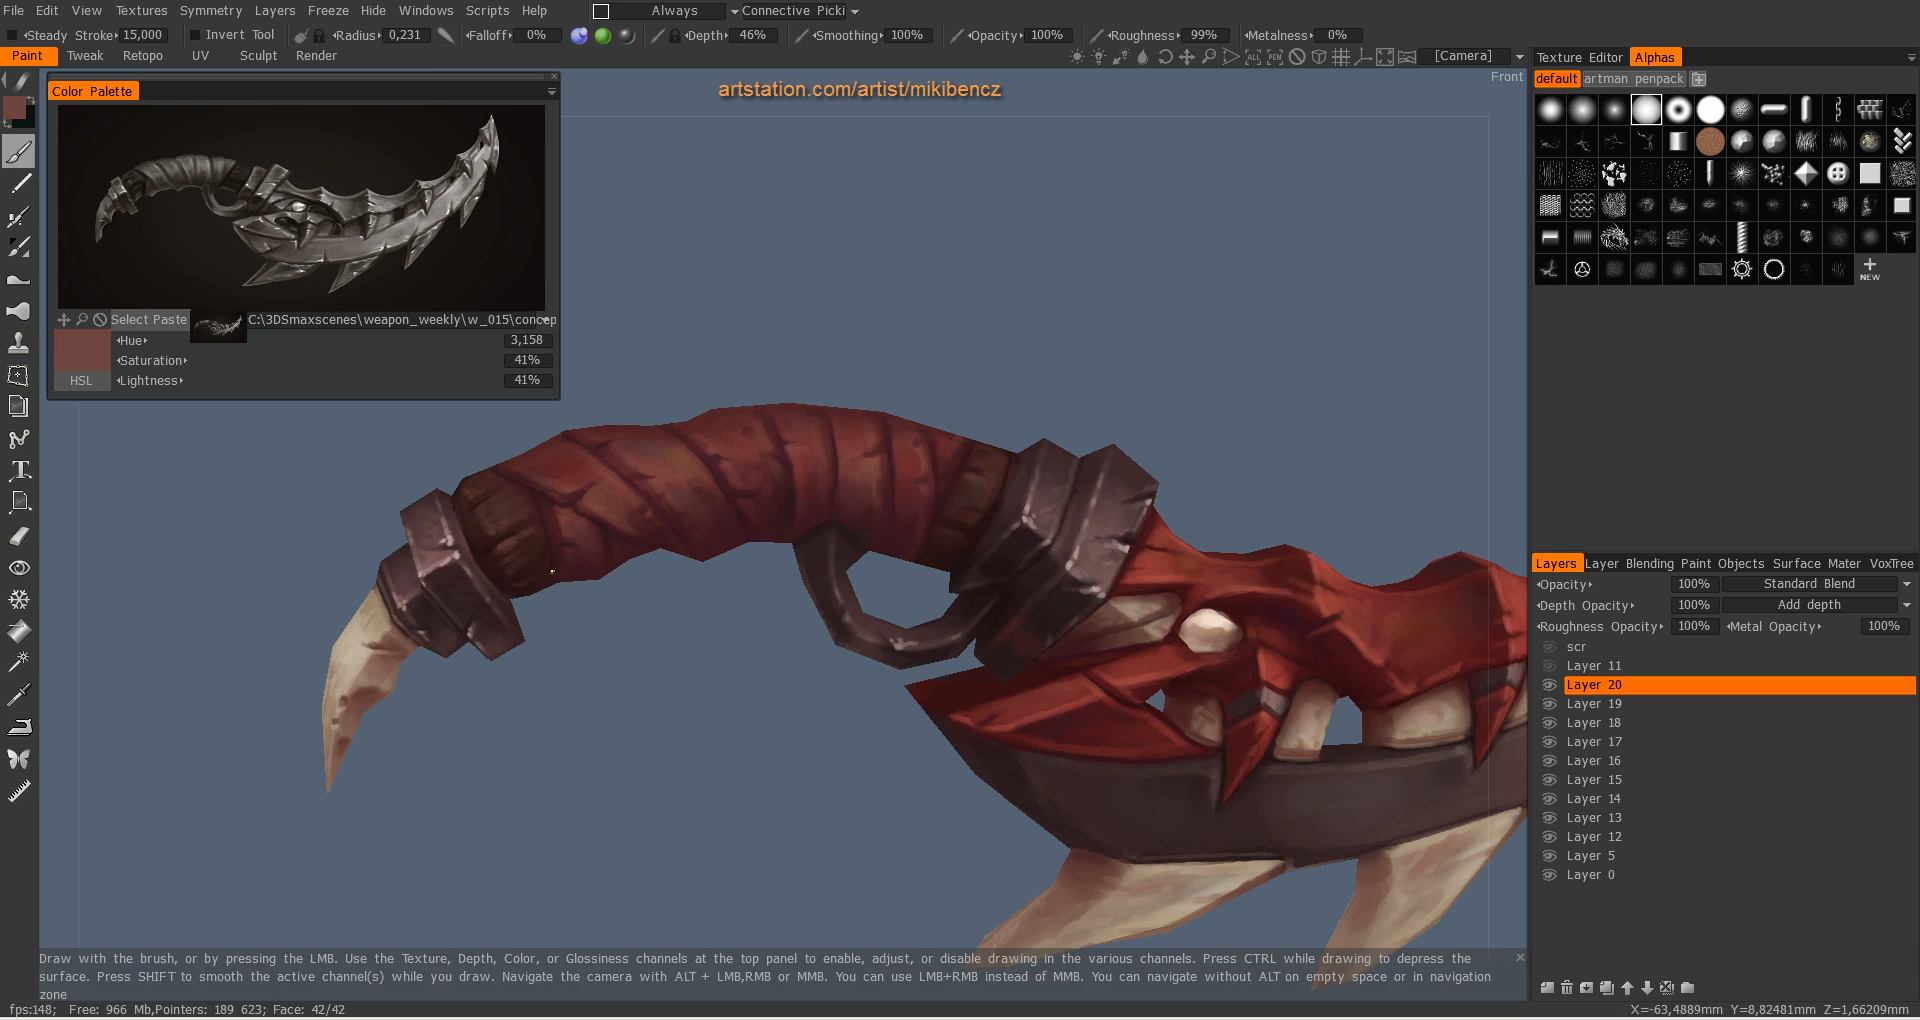 File Edit View Textures Symmetry Layers Freeze Hide Windows Scripts Help Always Connective Picki
Steady Stroke 15,000 Invert Tool Radius 0,231 Falloff 0% Depth 46% Smoothing 100% Opacity 100% Roughness 99% Metalness 0%
Paint Tweak Retopo UV Sculpt Render [Camera]
Texture Editor Alphas
Front
default artman penpack
Color Palette
artstation.com/artist/mikibencz
NEW
Select Paste C:\3DSmaxscenes\weapon_weekly\w_015\concep
Hue 3,158
Saturation 41%
HSL Lightness 41%
Layers Layer Blending Paint Objects Surface Mater VoxTree
Opacity 100% Standard Blend
Depth Opacity 100% Add depth
Roughness Opacity 100% Metal Opacity 100%
scr
Layer 11
Layer 20
Layer 19
Layer 18
Layer 17
Layer 16
Layer 15
Layer 14
Layer 13
Layer 12
Layer 5
Layer 0
Draw with the brush, or by pressing the LMB. Use the Texture, Depth, Color, or Glossiness channels at the top panel to enable, adjust, or disable drawing in the various channels. Press CTRL while drawing to depress the
surface. Press SHIFT to smooth the active channel(s) while you draw. Navigate the camera with ALT + LMB,RMB or MMB. You can use LMB+RMB instead of MMB. You can navigate without ALT on empty space or in navigation
zone
fps:148; Free: 966 Mb,Pointers: 189 623; Face: 42/42 X=-63,4889mm Y=8,82481mm Z=1,66209mm